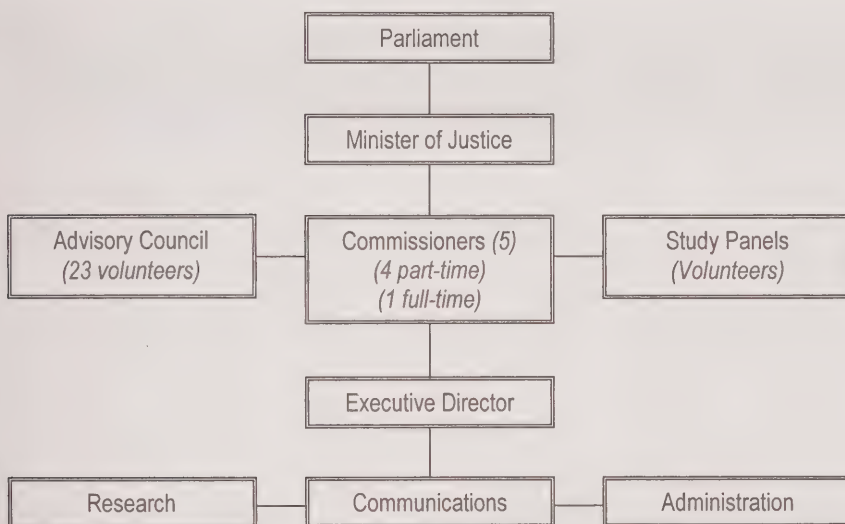 Parliament
Minister of Justice
Advisory Council
(23 volunteers)
Commissioners (5)
(4 part-time)
(1 full-time)
Study Panels
(Volunteers)
Executive Director
Research
Communications
Administration